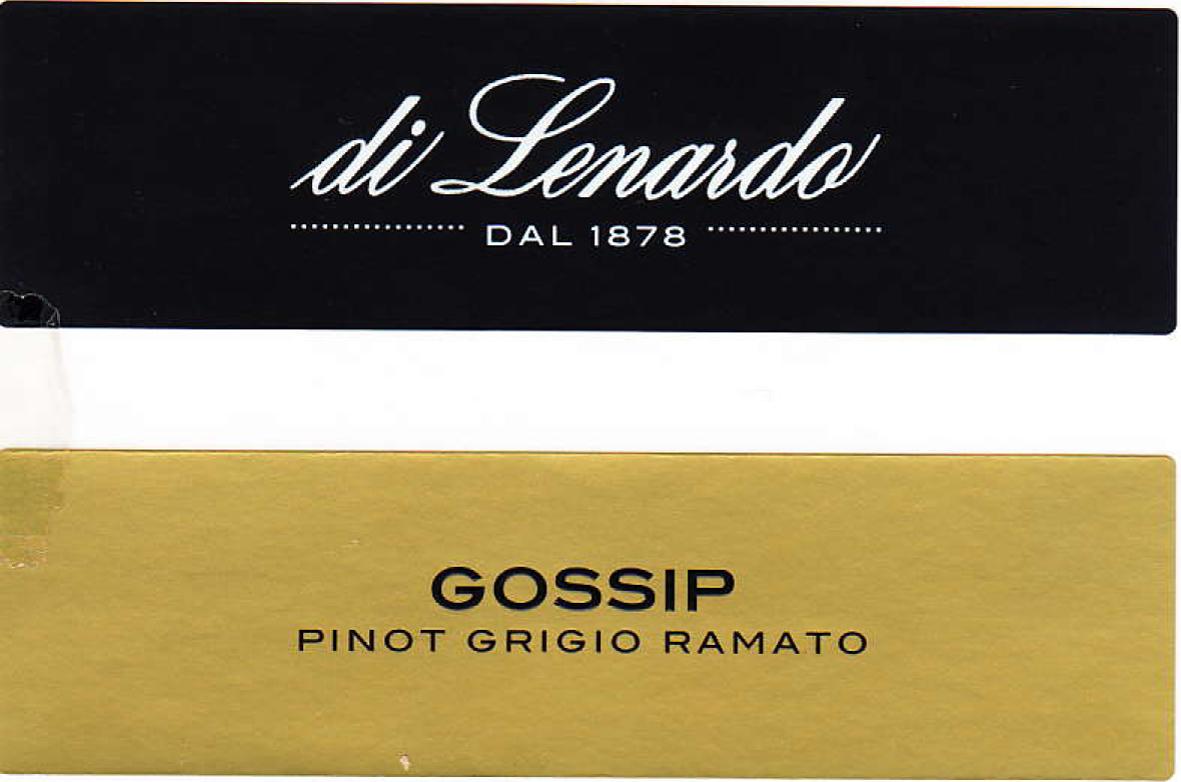 di Lenardo
DAL 1878
GOSSIP
PINOT GRIGIO RAMATO